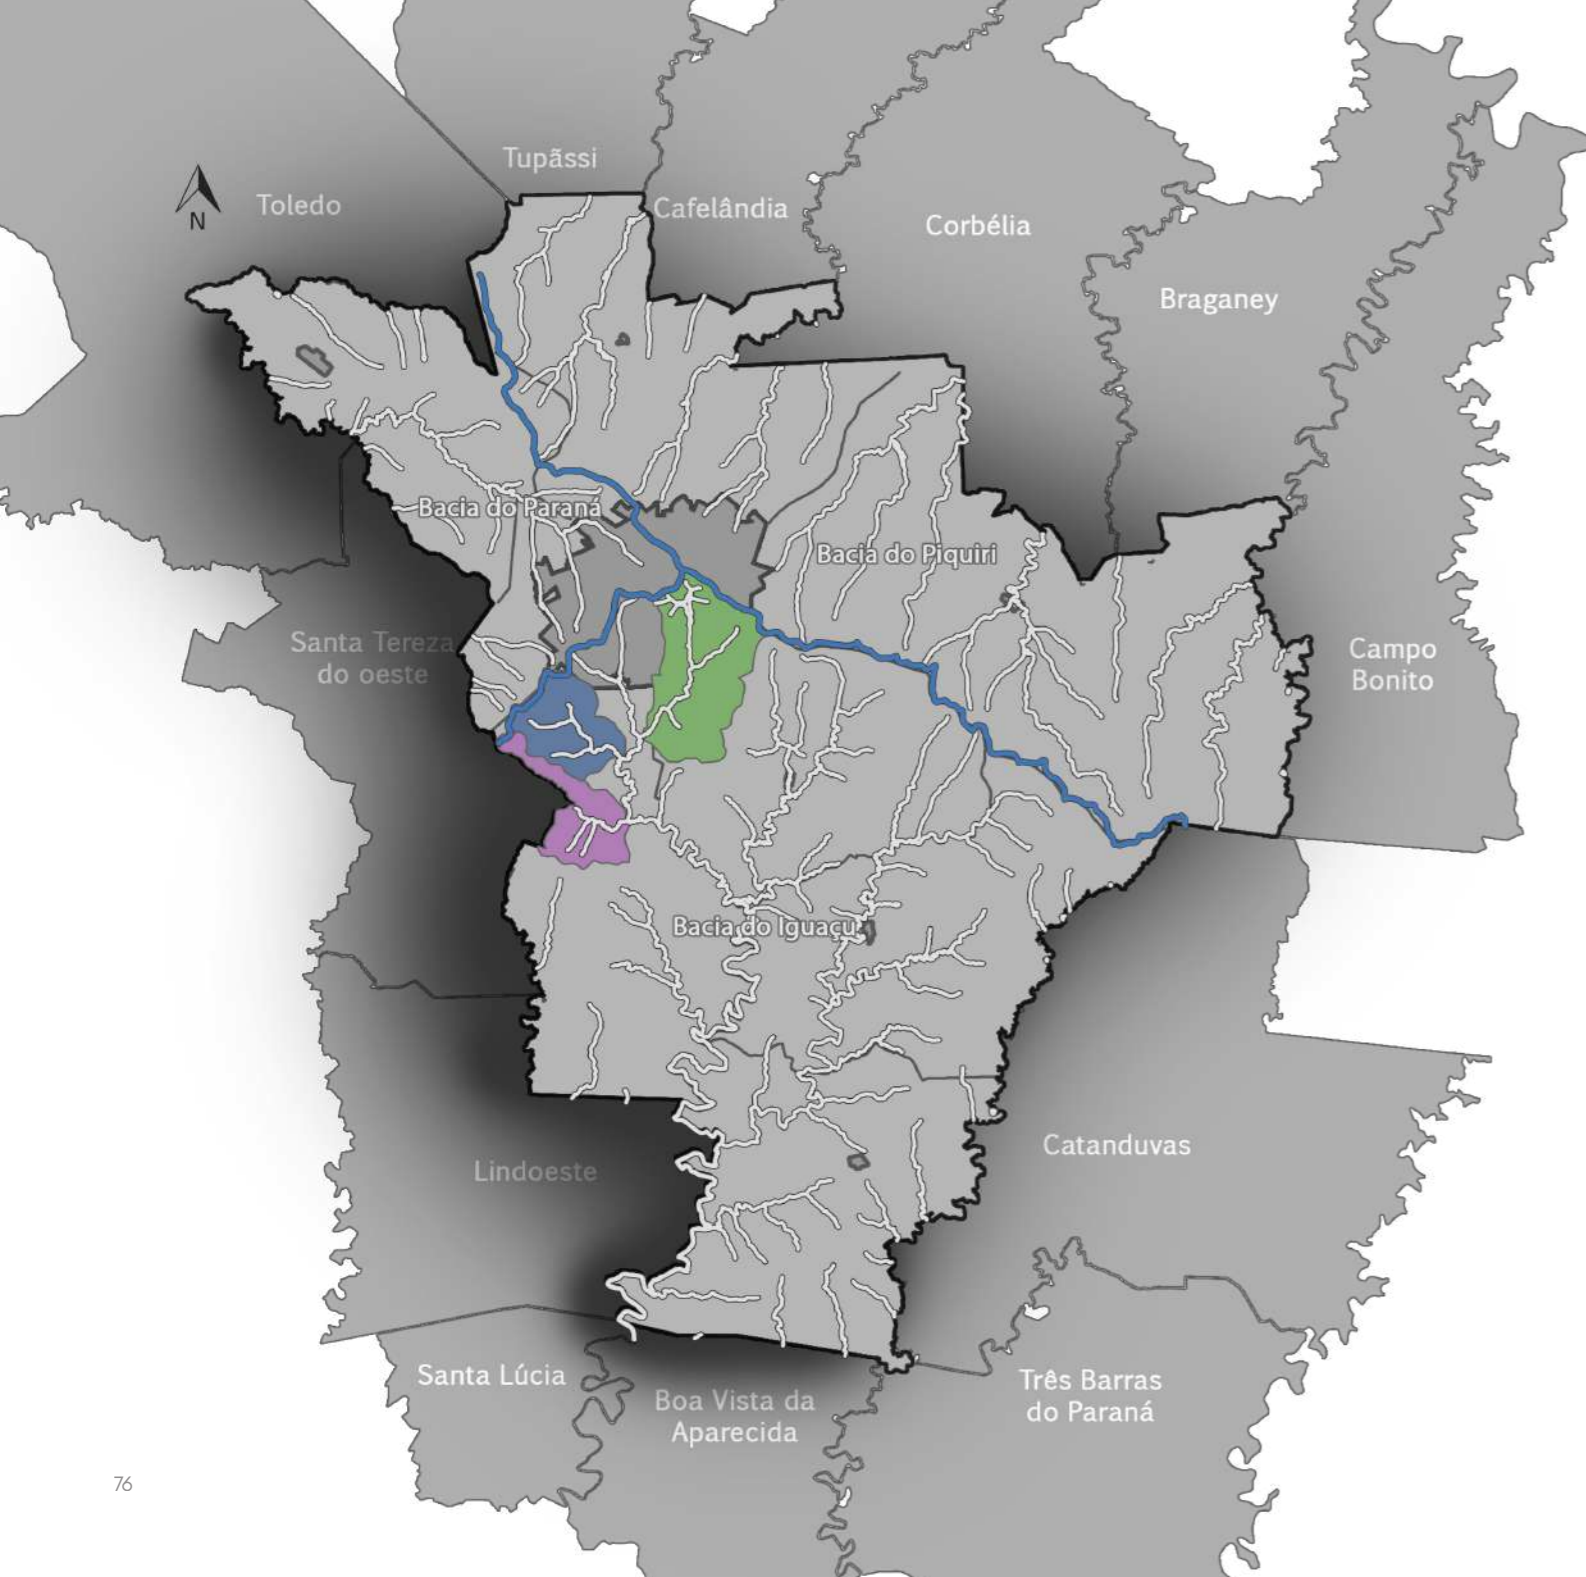 Tupãssi
Toledo
N
Cafelândia
Corbélia
Braganey
Bacia do Paraná
Bacia do Piquiri
Santa Tereza
do oeste
Campo
Bonito
Bacia do Iguaçu
Catanduvas
Lindoeste
Santa Lúcia
Boa Vista da
Aparecida
Três Barras
do Paraná
76